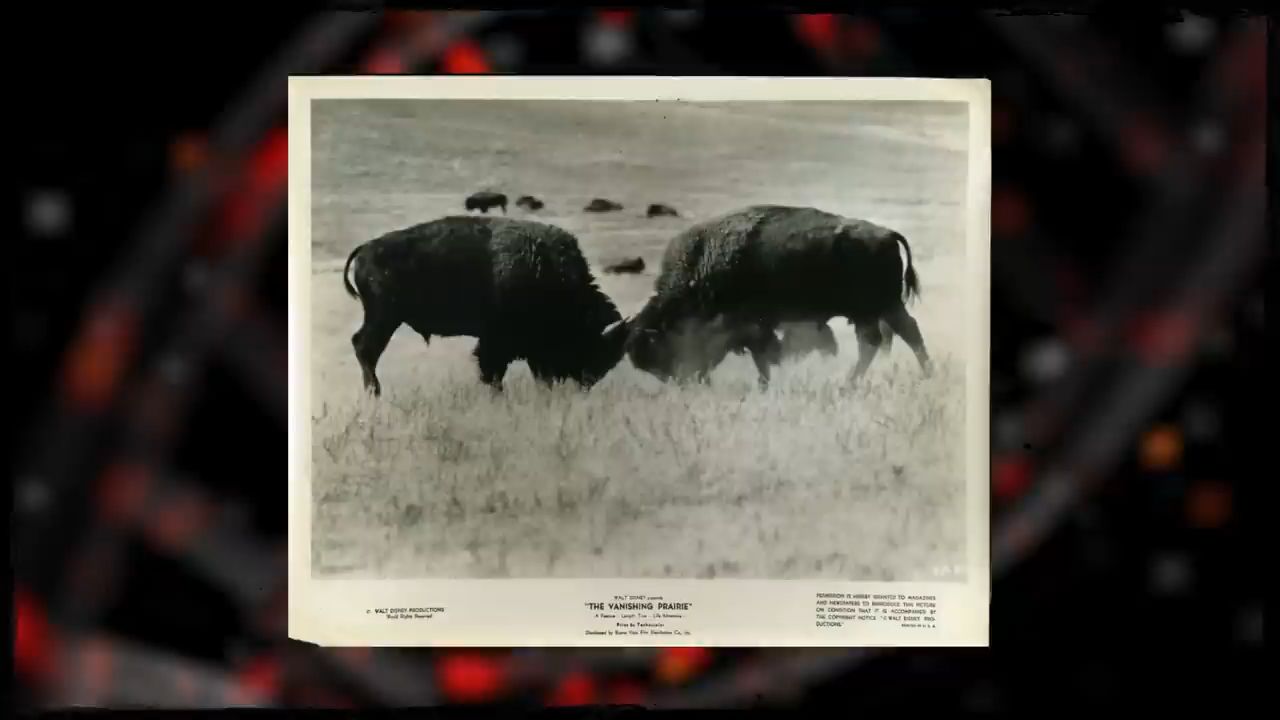 © WALT DISNEY PRODUCTIONS
World Rights Reserved
WALT DISNEY presents
"THE VANISHING PRAIRIE"
A Feature - Length True - Life Adventure
Print by Technicolor
Distributed by Buena Vista Film Distribution Co., Inc.
PERMISSION IS HEREBY GRANTED TO MAGAZINES
AND NEWSPAPERS TO REPRODUCE THIS PICTURE
ON CONDITION THAT IT IS ACCOMPANIED BY
THE COPYRIGHT NOTICE "© WALT DISNEY PRO-
DUCTIONS"
PRINTED IN U. S. A.